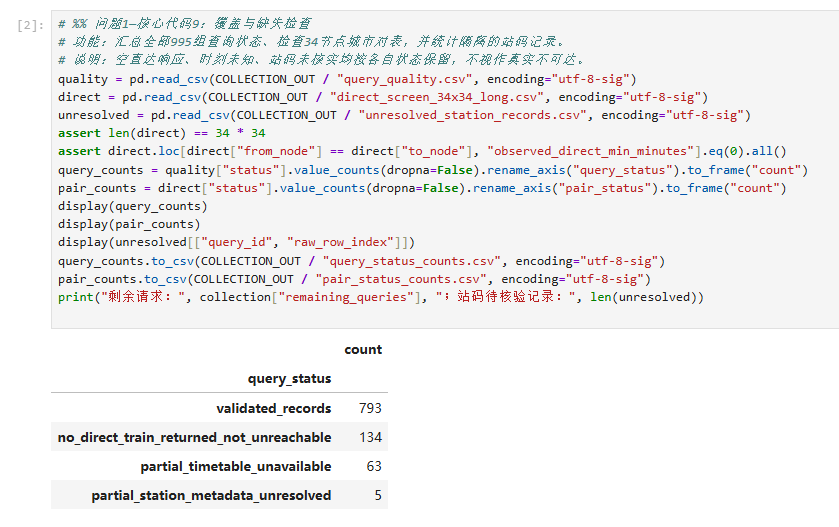 [2]:
# %% 问题1—核心代码9：覆盖与缺失检查
# 功能：汇总全部995组查询状态、检查34节点城市对表，并统计隔离的站码记录。
# 说明：空直达响应、时刻未知、站码未核实均按各自状态保留，不视作真实不可达。
quality = pd.read_csv(COLLECTION_OUT / "query_quality.csv", encoding="utf-8-sig")
direct = pd.read_csv(COLLECTION_OUT / "direct_screen_34x34_long.csv", encoding="utf-8-sig")
unresolved = pd.read_csv(COLLECTION_OUT / "unresolved_station_records.csv", encoding="utf-8-sig")
assert len(direct) == 34 * 34
assert direct.loc[direct["from_node"] == direct["to_node"], "observed_direct_min_minutes"].eq(0).all()
query_counts = quality["status"].value_counts(dropna=False).rename_axis("query_status").to_frame("count")
pair_counts = direct["status"].value_counts(dropna=False).rename_axis("pair_status").to_frame("count")
display(query_counts)
display(pair_counts)
display(unresolved[["query_id", "raw_row_index"]])
query_counts.to_csv(COLLECTION_OUT / "query_status_counts.csv", encoding="utf-8-sig")
pair_counts.to_csv(COLLECTION_OUT / "pair_status_counts.csv", encoding="utf-8-sig")
print("剩余请求：", collection["remaining_queries"], "；站码待核验记录：", len(unresolved))
count
query_status
validated_records 793
no_direct_train_returned_not_unreachable 134
partial_timetable_unavailable 63
partial_station_metadata_unresolved 5